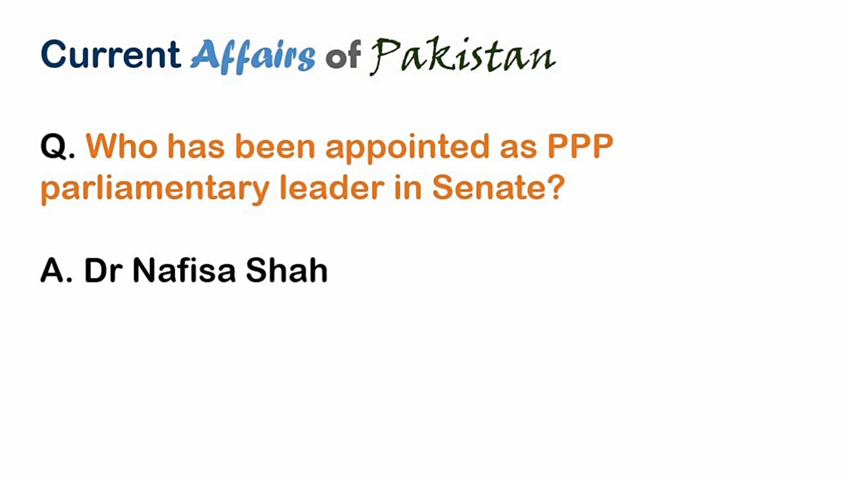 Current Affairs of Pakistan
Q. Who has been appointed as PPP
parliamentary leader in Senate?
A. Dr Nafisa Shah